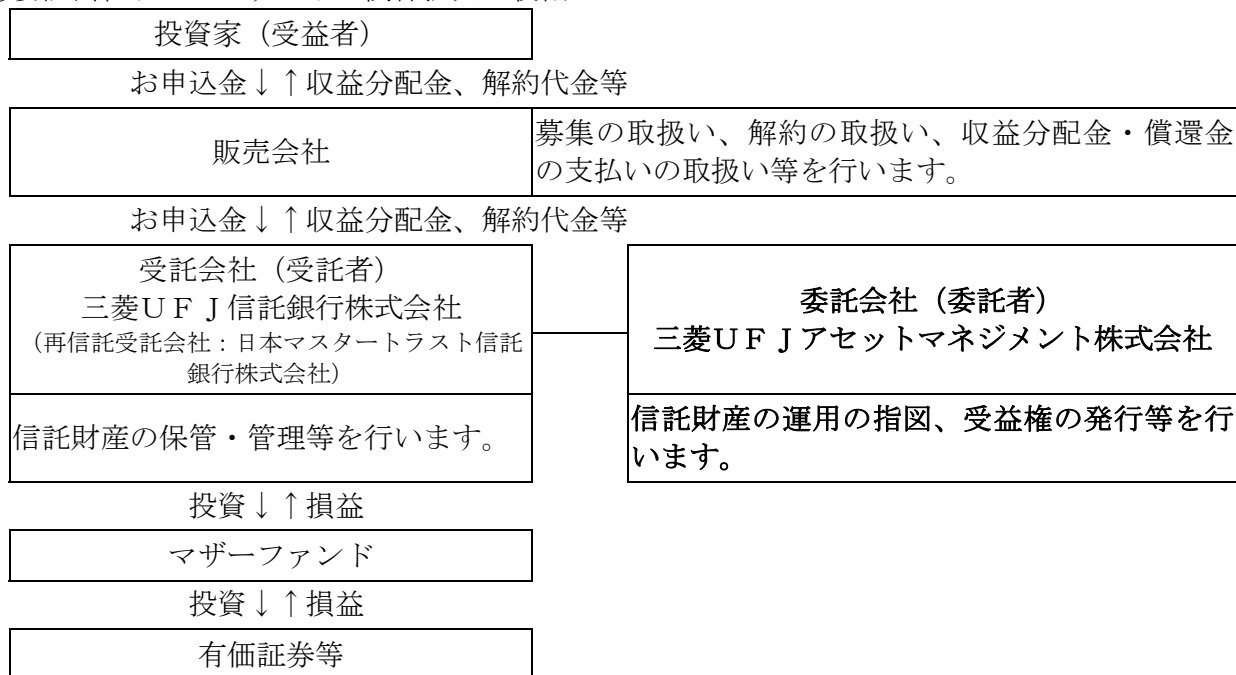 投資家(受益者)
お申込金↓↑収益分配金、解約代金等
販売会社
募集の取扱い、解約の取扱い、収益分配金・償還金
の支払いの取扱い等を行います。
お申込金↓↑収益分配金、解約代金等
受託会社(受託者)
三菱UFJ信託銀行株式会社
(再信託受託会社:日本マスタートラスト信託
銀行株式会社)
委託会社(委託者)
三菱UFJアセットマネジメント株式会社
信託財産の保管・管理等を行います。
信託財産の運用の指図、受益権の発行等を行
います。
投資↓↑損益
マザーファンド
投資↓↑損益
有価証券等